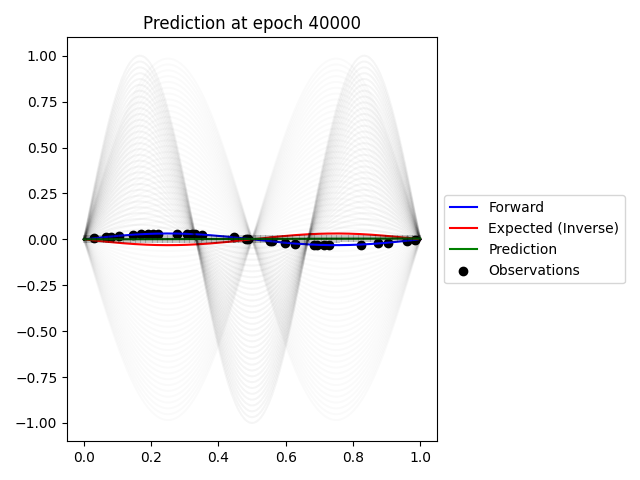 Prediction at epoch 40000
1.00
0.75
0.50
0.25
0.00
−0.25
−0.50
−0.75
−1.00
0.0 0.2 0.4 0.6 0.8 1.0
Forward
Expected (Inverse)
Prediction
Observations